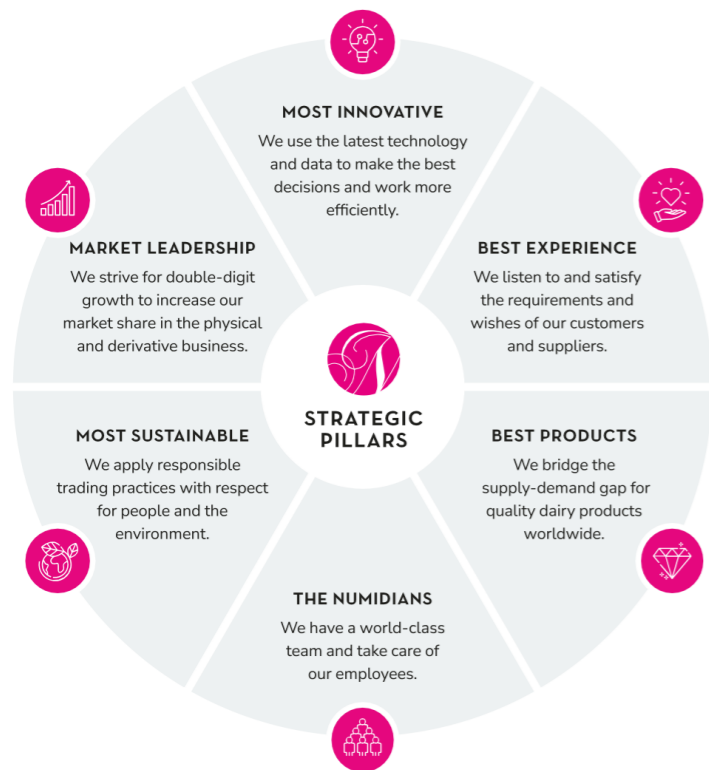 MOST INNOVATIVE
We use the latest technology
and data to make the best
decisions and work more
efficiently.
BEST EXPERIENCE
We listen to and satisfy
the requirements and
wishes of our customers
and suppliers.
BEST PRODUCTS
We bridge the
supply-demand gap for
quality dairy products
worldwide.
THE NUMIDIANS
We have a world-class
team and take care of
our employees.
MOST SUSTAINABLE
We apply responsible
trading practices with respect
for people and the
environment.
MARKET LEADERSHIP
We strive for double-digit
growth to increase our
market share in the physical
and derivative business.
STRATEGIC
PILLARS